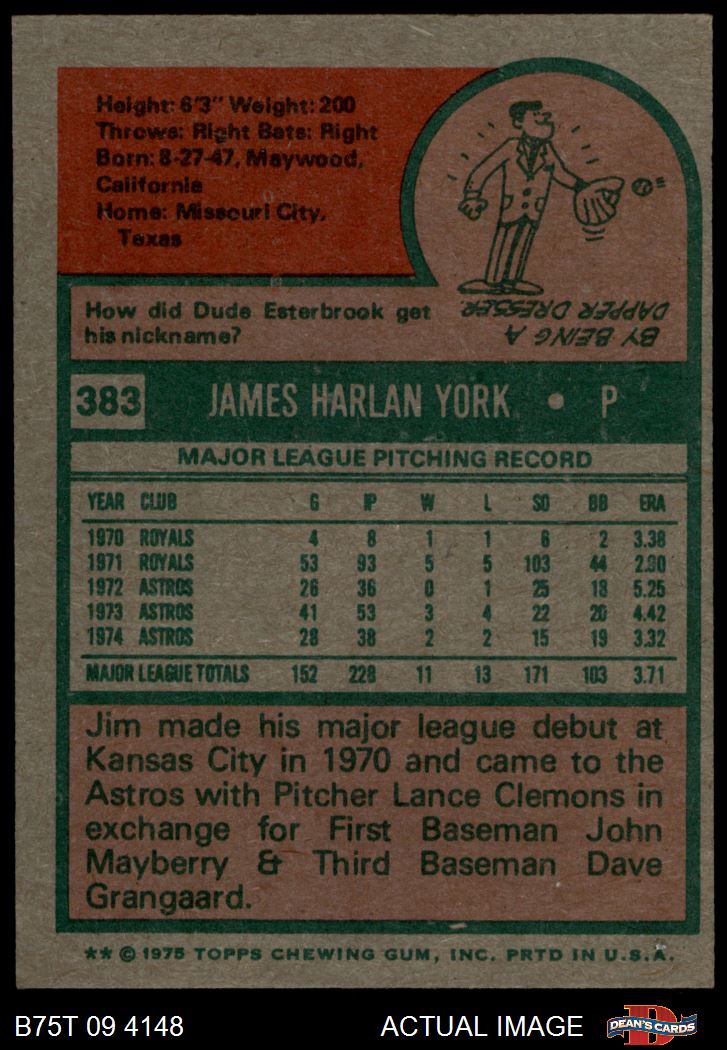 Height: 6'3" Weight: 200
Throws: Right Bats: Right
Born: 8-27-47, Maywood,
California
Home: Missouri City,
Texas
How did Dude Esterbrook get
his nickname?
BY BEING A
DAPPER DRESSER
383 JAMES HARLAN YORK • P
MAJOR LEAGUE PITCHING RECORD
YEAR CLUB G IP W L SO BB ERA
1970 ROYALS 4 8 1 1 6 2 3.38
1971 ROYALS 53 93 5 5 103 44 2.90
1972 ASTROS 26 36 0 1 25 18 5.25
1973 ASTROS 41 53 3 4 22 20 4.42
1974 ASTROS 28 38 2 2 15 19 3.32
MAJOR LEAGUE TOTALS 152 228 11 13 171 103 3.71
Jim made his major league debut at
Kansas City in 1970 and came to the
Astros with Pitcher Lance Clemons in
exchange for First Baseman John
Mayberry & Third Baseman Dave
Grangaard.
** © 1975 TOPPS CHEWING GUM, INC. PRTD IN U.S.A.
B75T 09 4148 ACTUAL IMAGE DEAN'S CARDS